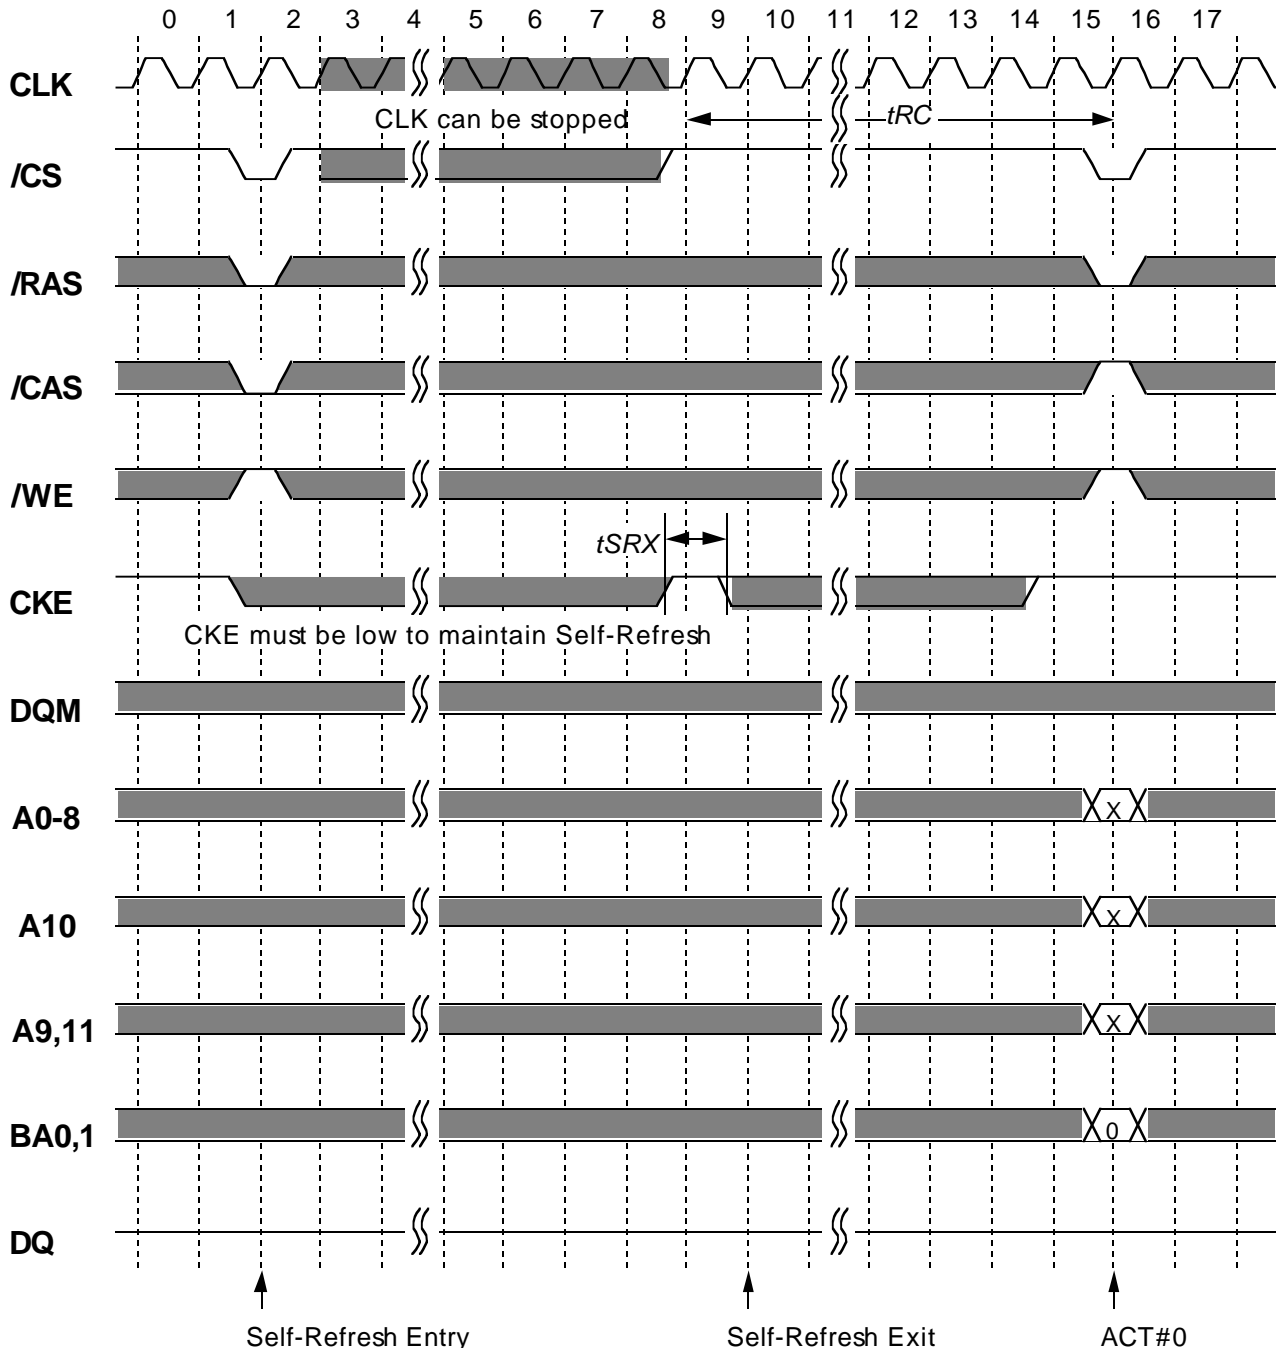 0 1 2 3 4 5 6 7 8 9 10 11 12 13 14 15 16 17
CLK
CLK can be stopped
tRC
/CS
/RAS
/CAS
/WE
tSRX
CKE
CKE must be low to maintain Self-Refresh
DQM
A0-8
X
A10
X
A9,11
X
BA0,1
0
DQ
Self-Refresh Entry
Self-Refresh Exit
ACT#0